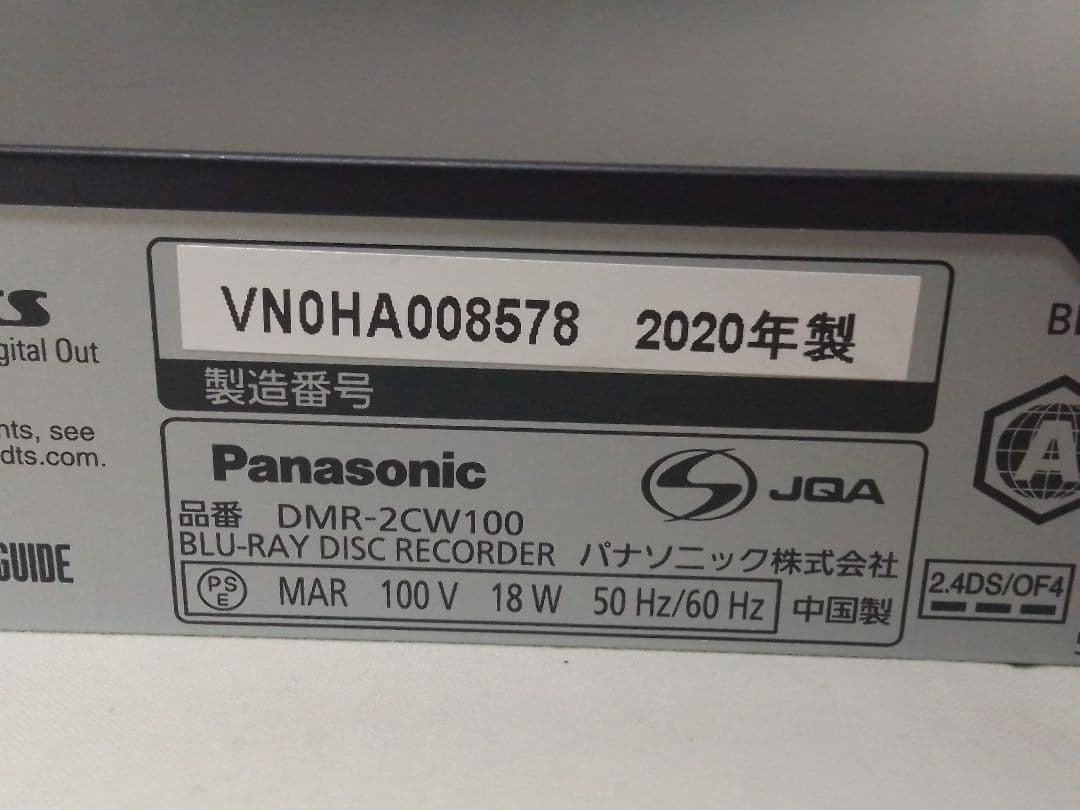 VN0HA008578 2020年製
製造番号
Digital Out
see
dts.com.
GUIDE
Panasonic
JQA
品番 DMR-2CW100
BLU-RAY DISC RECORDER パナソニック株式会社
PS E MAR 100 V 18 W 50 Hz/60 Hz 中国製
A
2.4DS/OF4